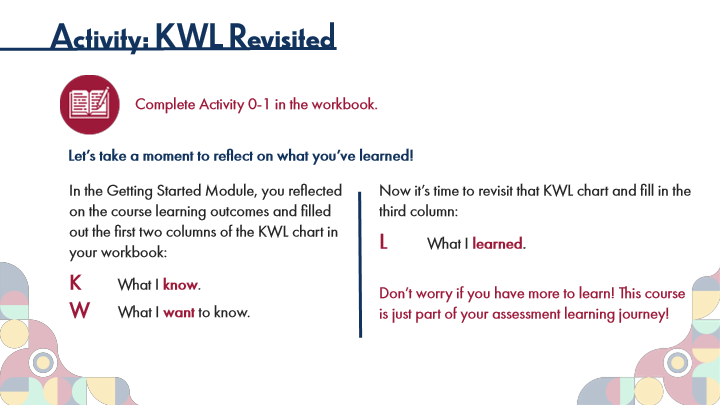 Activity: KWL Revisited
Complete Activity 0-1 in the workbook.
Let's take a moment to reflect on what you've learned!
In the Getting Started Module, you reflected
on the course learning outcomes and filled
out the first two columns of the KWL chart in
your workbook:
K What I know.
W What I want to know.
Now it's time to revisit that KWL chart and fill in the
third column:
L What I learned.
Don't worry if you have more to learn! This course
is just part of your assessment learning journey!